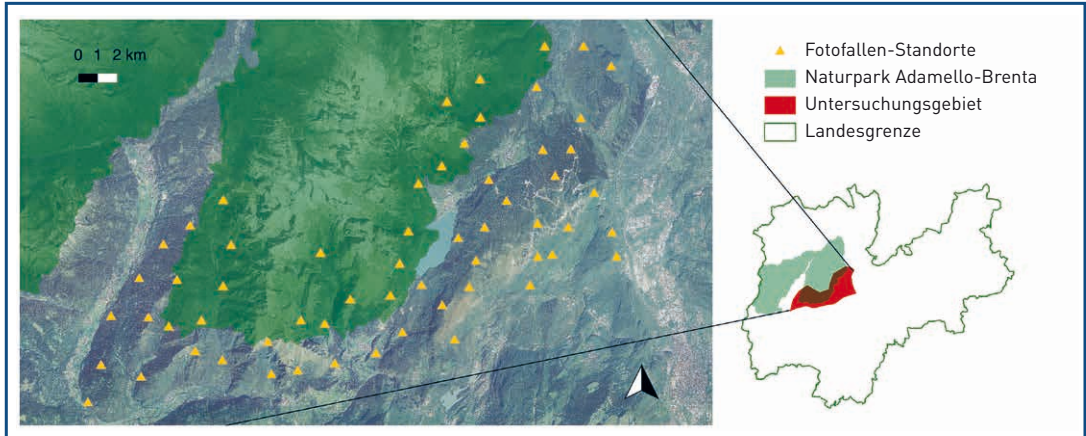 0 1 2 km
Fotofallen-Standorte
Naturpark Adamello-Brenta
Untersuchungsgebiet
Landesgrenze